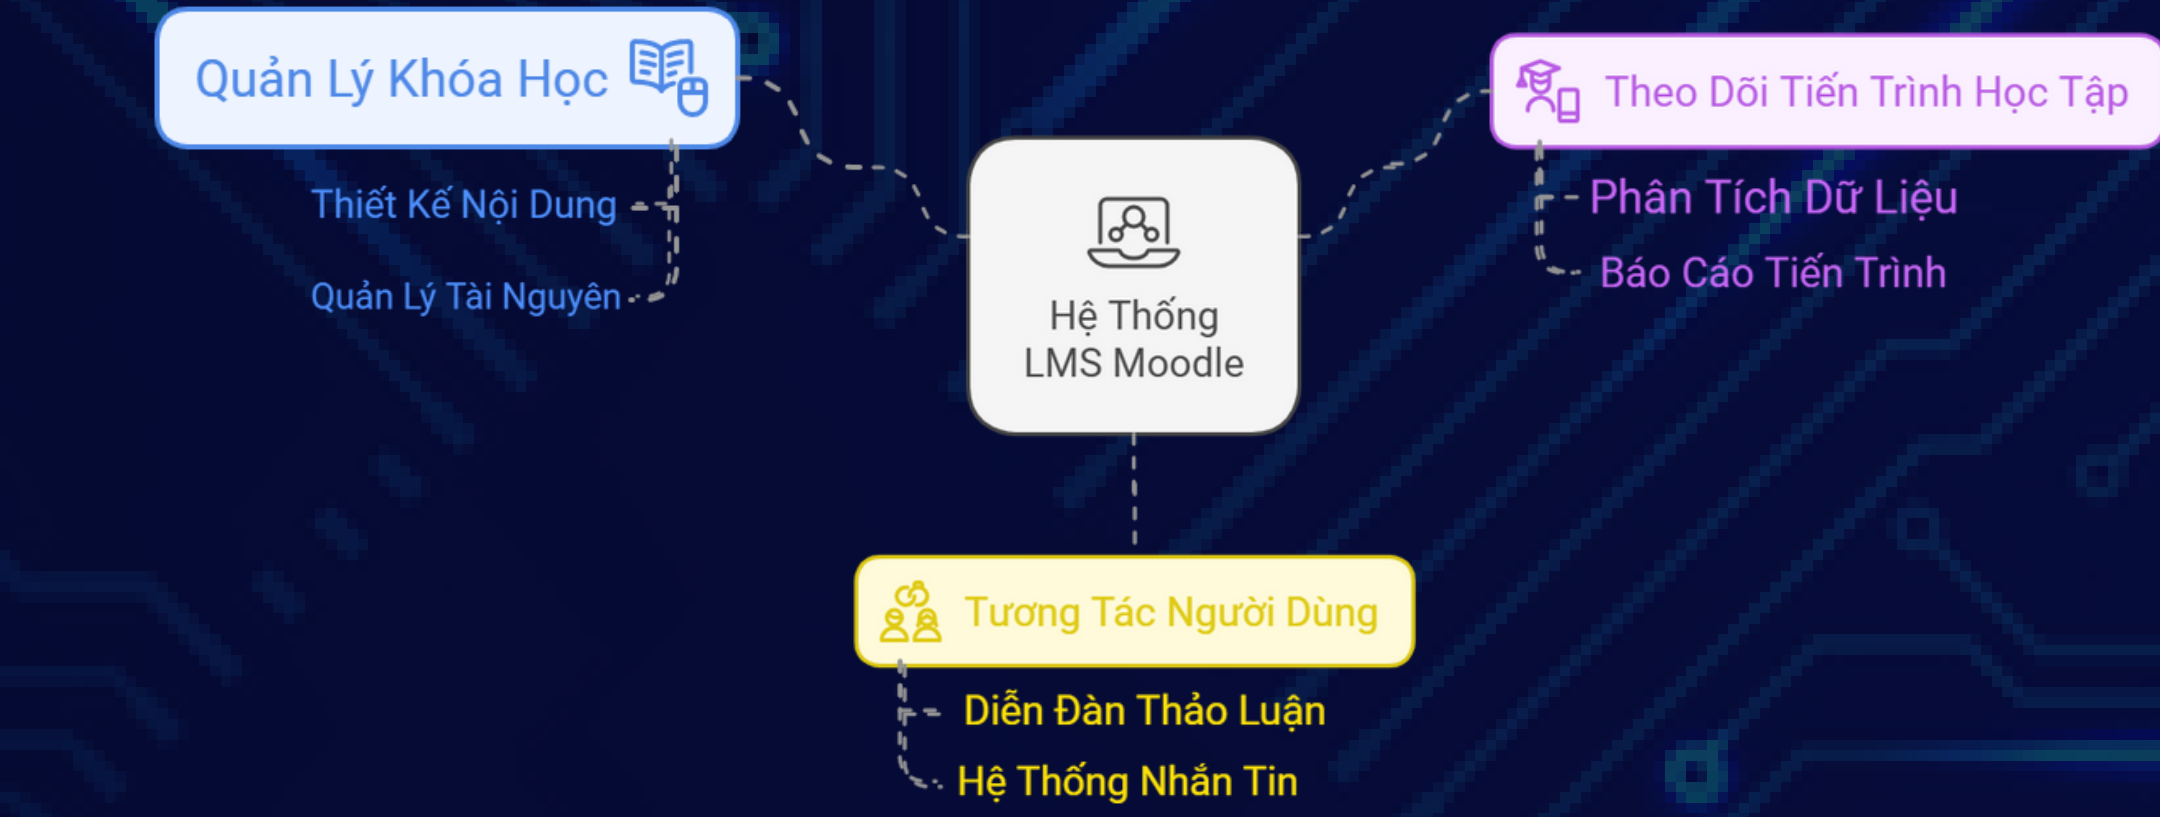 Quản Lý Khóa Học
Thiết Kế Nội Dung
Quản Lý Tài Nguyên
Hệ Thống
LMS Moodle
Theo Dõi Tiến Trình Học Tập
Phân Tích Dữ Liệu
Báo Cáo Tiến Trình
Tương Tác Người Dùng
Diễn Đàn Thảo Luận
Hệ Thống Nhắn Tin